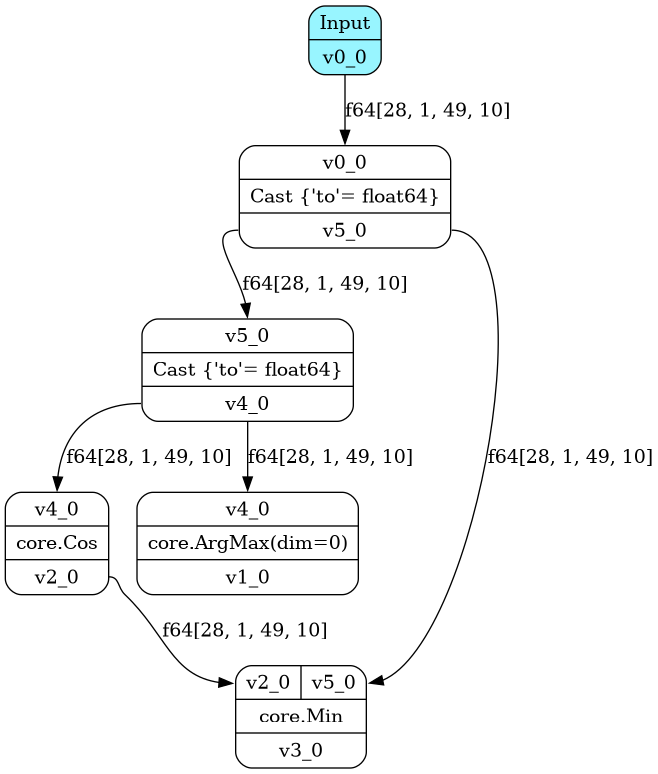 Input
v0_0
f64[28, 1, 49, 10]
v0_0
Cast {'to'= float64}
v5_0
f64[28, 1, 49, 10]
v5_0
Cast {'to'= float64}
v4_0
f64[28, 1, 49, 10]
f64[28, 1, 49, 10]
f64[28, 1, 49, 10]
v4_0
core.Cos
v2_0
v4_0
core.ArgMax(dim=0)
v1_0
f64[28, 1, 49, 10]
v2_0
v5_0
core.Min
v3_0